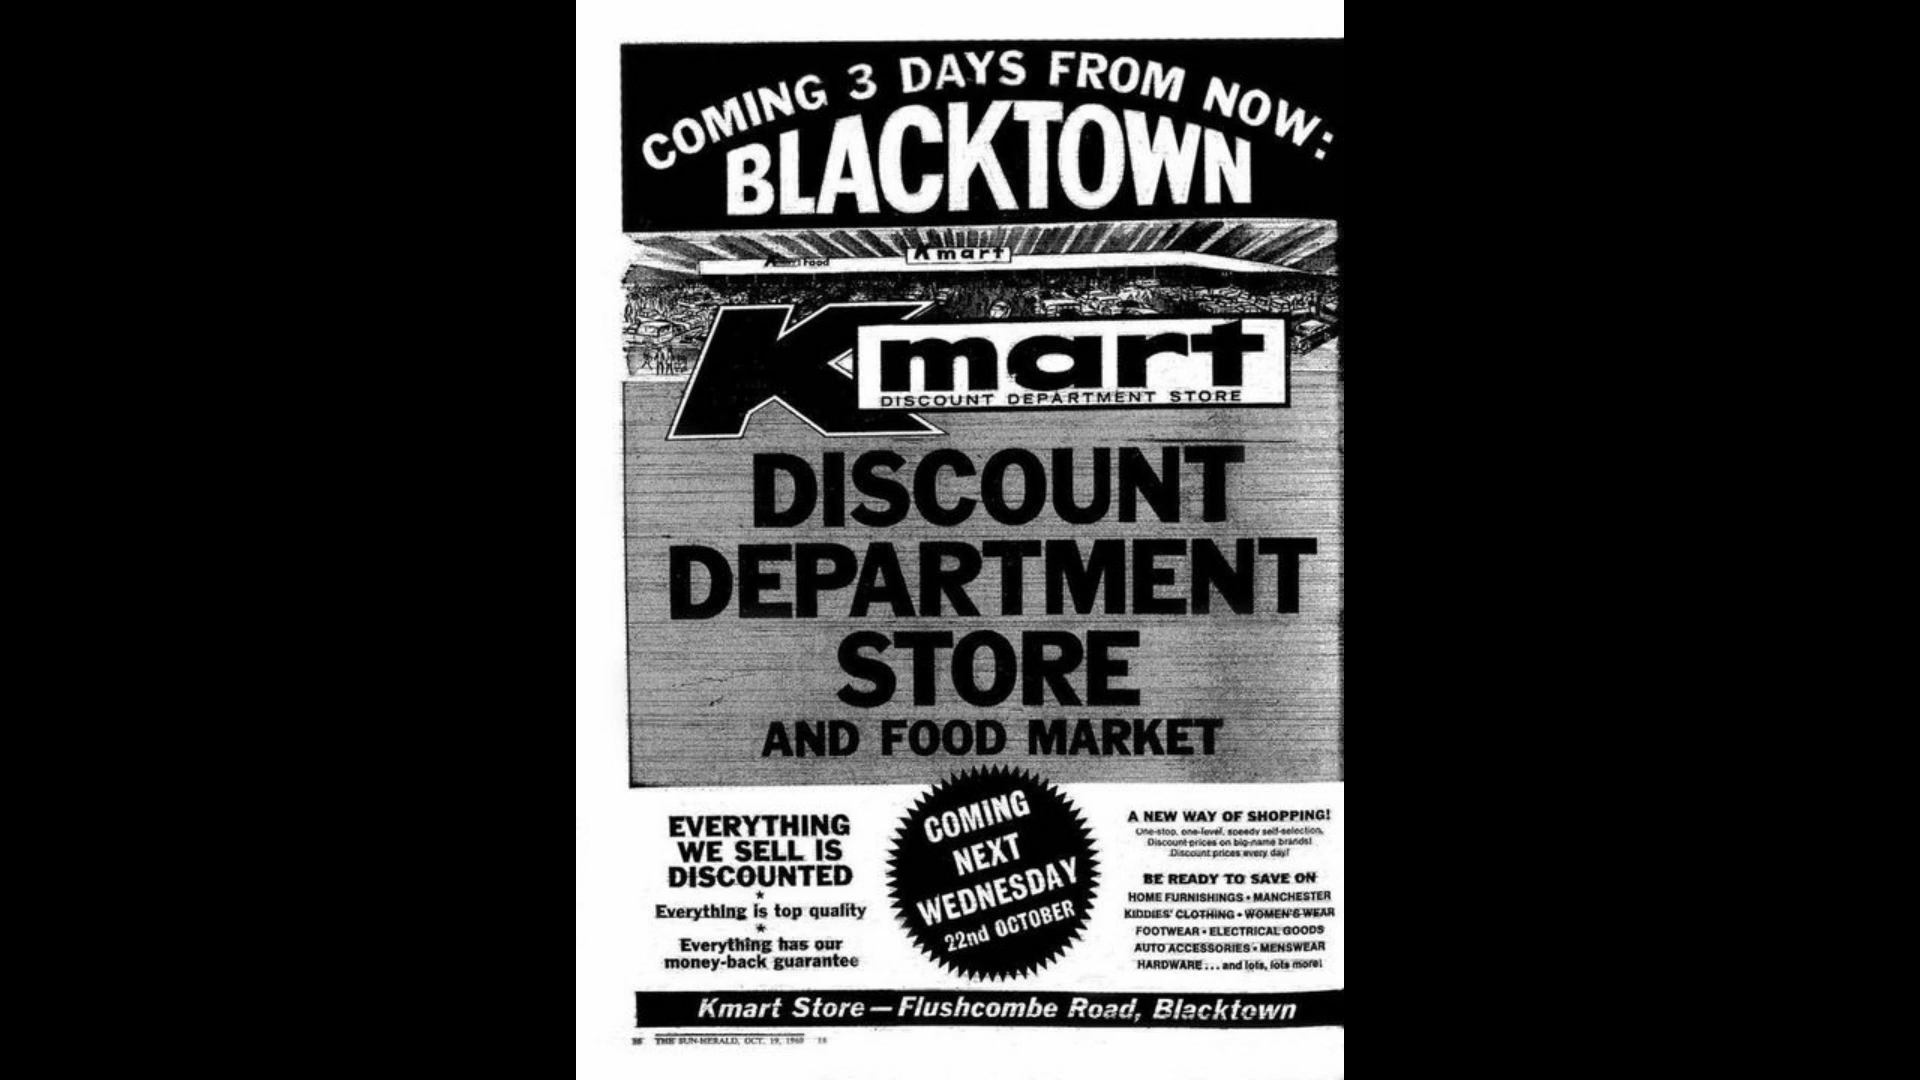 COMING 3 DAYS FROM NOW:
BLACKTOWN
Kmart Food
Kmart
Kmart
DISCOUNT DEPARTMENT STORE
DISCOUNT
DEPARTMENT
STORE
AND FOOD MARKET
EVERYTHING
WE SELL IS
DISCOUNTED
★
Everything is top quality
★
Everything has our
money-back guarantee
COMING
NEXT
WEDNESDAY
22nd OCTOBER
A NEW WAY OF SHOPPING!
One-stop, one-level, speedy self-selection.
Discount prices on big-name brands!
Discount prices every day!
BE READY TO SAVE ON
HOME FURNISHINGS • MANCHESTER
KIDDIES' CLOTHING • WOMEN'S WEAR
FOOTWEAR • ELECTRICAL GOODS
AUTO ACCESSORIES • MENSWEAR
HARDWARE ... and lots, lots more!
Kmart Store — Flushcombe Road, Blacktown
THE SUN-HERALD, OCT. 19, 1969